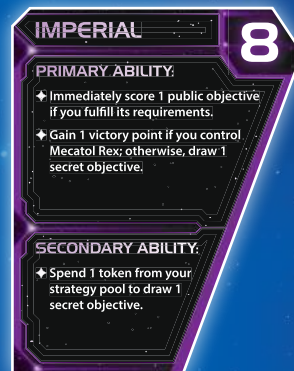 IMPERIAL
8
PRIMARY ABILITY:
Immediately score 1 public objective
if you fulfill its requirements.
Gain 1 victory point if you control
Mecatol Rex; otherwise, draw 1
secret objective.
SECONDARY ABILITY:
Spend 1 token from your
strategy pool to draw 1
secret objective.